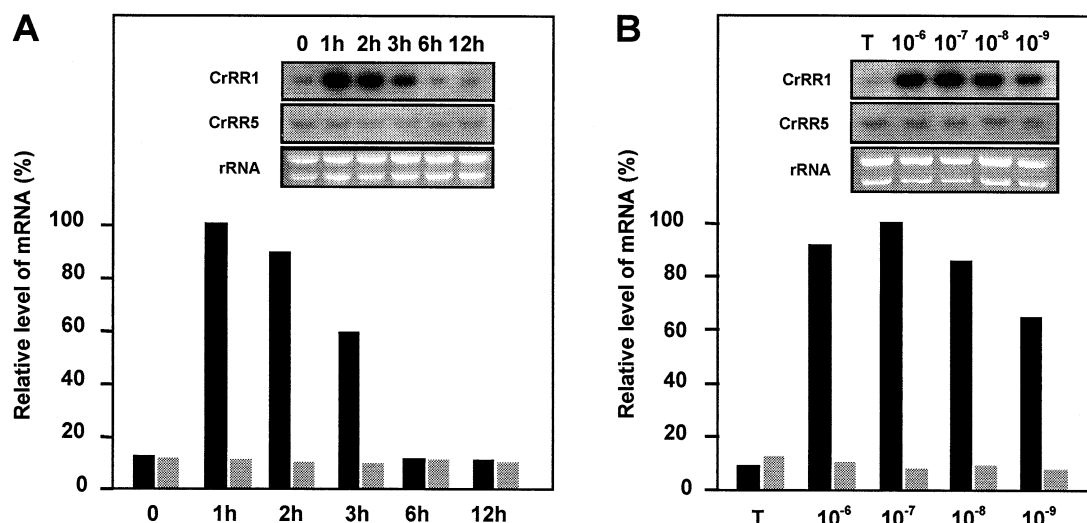 A
0 1h 2h 3h 6h 12h
CrRR1
CrRR5
rRNA
Relative level of mRNA (%)
100
80
60
40
20
0
0 1h 2h 3h 6h 12h
B
T 10⁻⁶ 10⁻⁷ 10⁻⁸ 10⁻⁹
CrRR1
CrRR5
rRNA
Relative level of mRNA (%)
100
80
60
40
20
0
T 10⁻⁶ 10⁻⁷ 10⁻⁸ 10⁻⁹